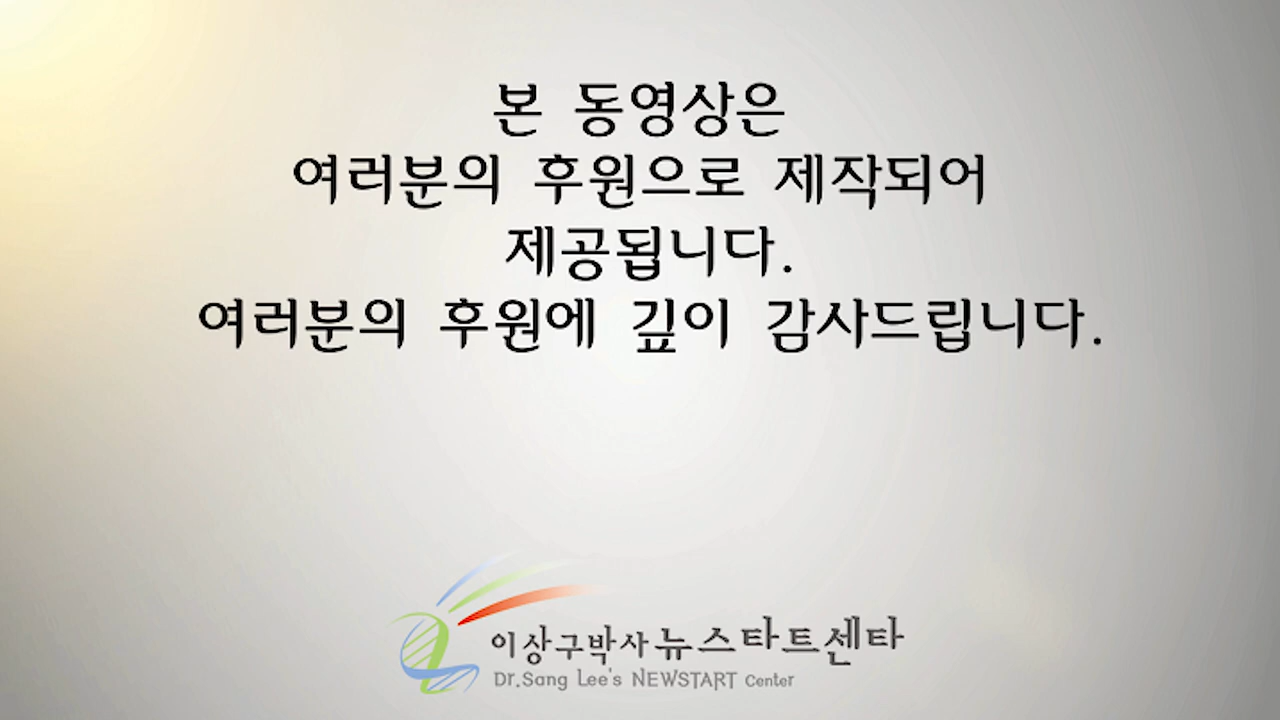 본 동영상은
여러분의 후원으로 제작되어
제공됩니다.
여러분의 후원에 깊이 감사드립니다.
이상구박사 뉴스타트센타
Dr.Sang Lee's NEWSTART Center